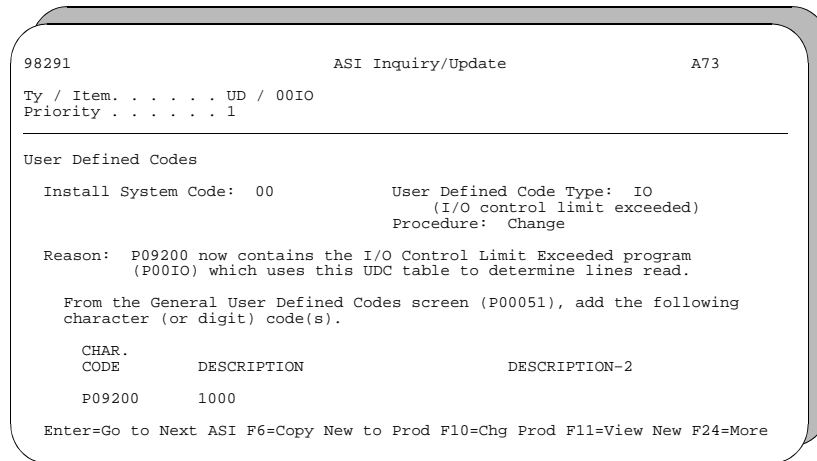 98291 ASI Inquiry/Update A73
Ty / Item. . . . . . UD / 00IO
Priority . . . . . . 1
User Defined Codes
Install System Code: 00 User Defined Code Type: IO
(I/O control limit exceeded)
Procedure: Change
Reason: P09200 now contains the I/O Control Limit Exceeded program
(P00IO) which uses this UDC table to determine lines read.
From the General User Defined Codes screen (P00051), add the following
character (or digit) code(s).
CHAR.
CODE DESCRIPTION DESCRIPTION-2
P09200 1000
Enter=Go to Next ASI F6=Copy New to Prod F10=Chg Prod F11=View New F24=More